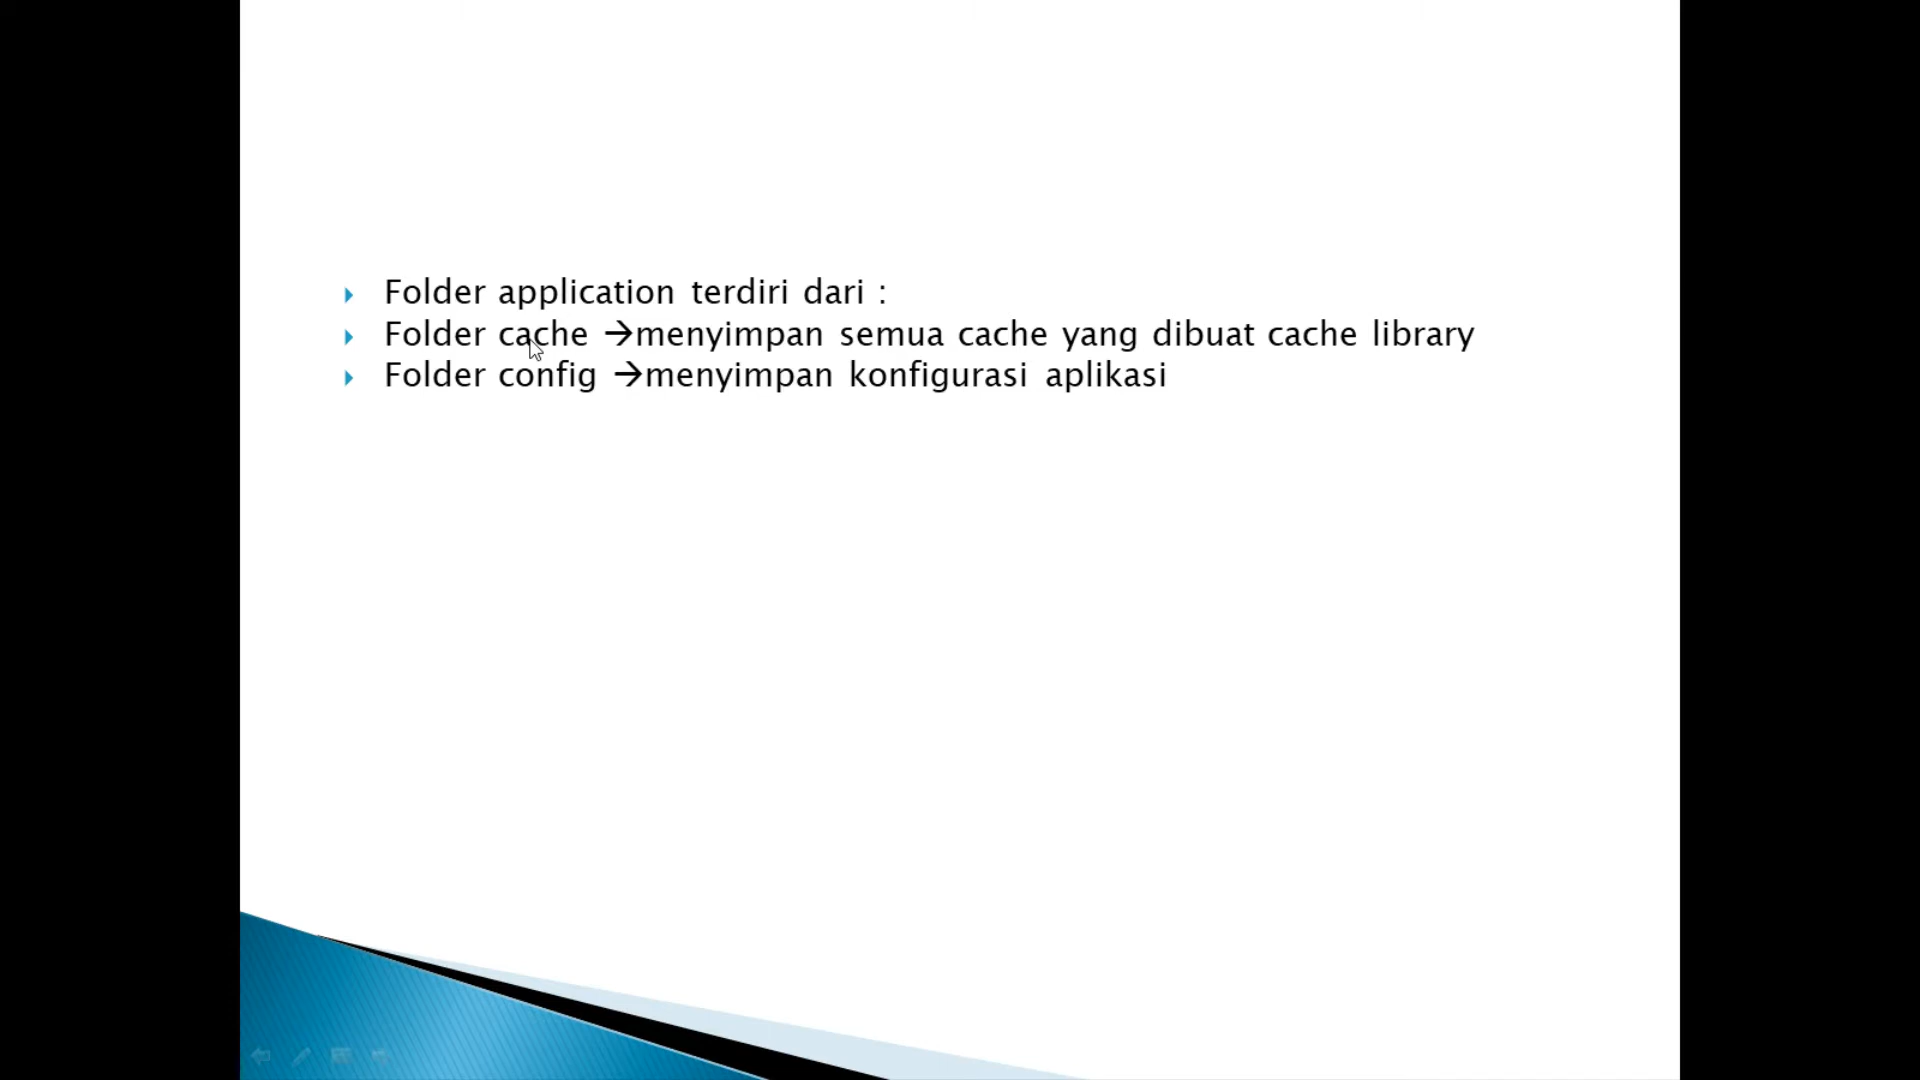 Folder application terdiri dari :
Folder cache →menyimpan semua cache yang dibuat cache library
Folder config →menyimpan konfigurasi aplikasi